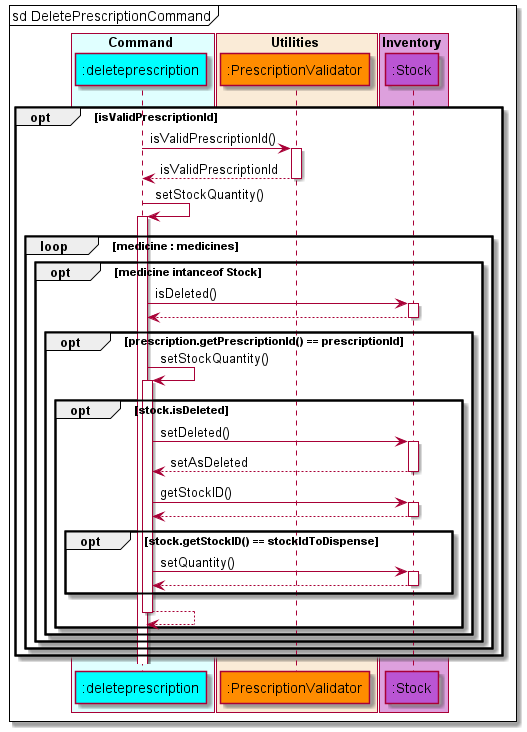 sd DeletePrescriptionCommand
Command
Utilities
Inventory
:deleteprescription
:PrescriptionValidator
:Stock
opt [isValidPrescriptionId]
isValidPrescriptionId()
isValidPrescriptionId
setStockQuantity()
loop [medicine : medicines]
opt [medicine intanceof Stock]
isDeleted()
opt [prescription.getPrescriptionId() == prescriptionId]
setStockQuantity()
opt [stock.isDeleted]
setDeleted()
setAsDeleted
getStockID()
opt [stock.getStockID() == stockIdToDispense]
setQuantity()
:deleteprescription
:PrescriptionValidator
:Stock